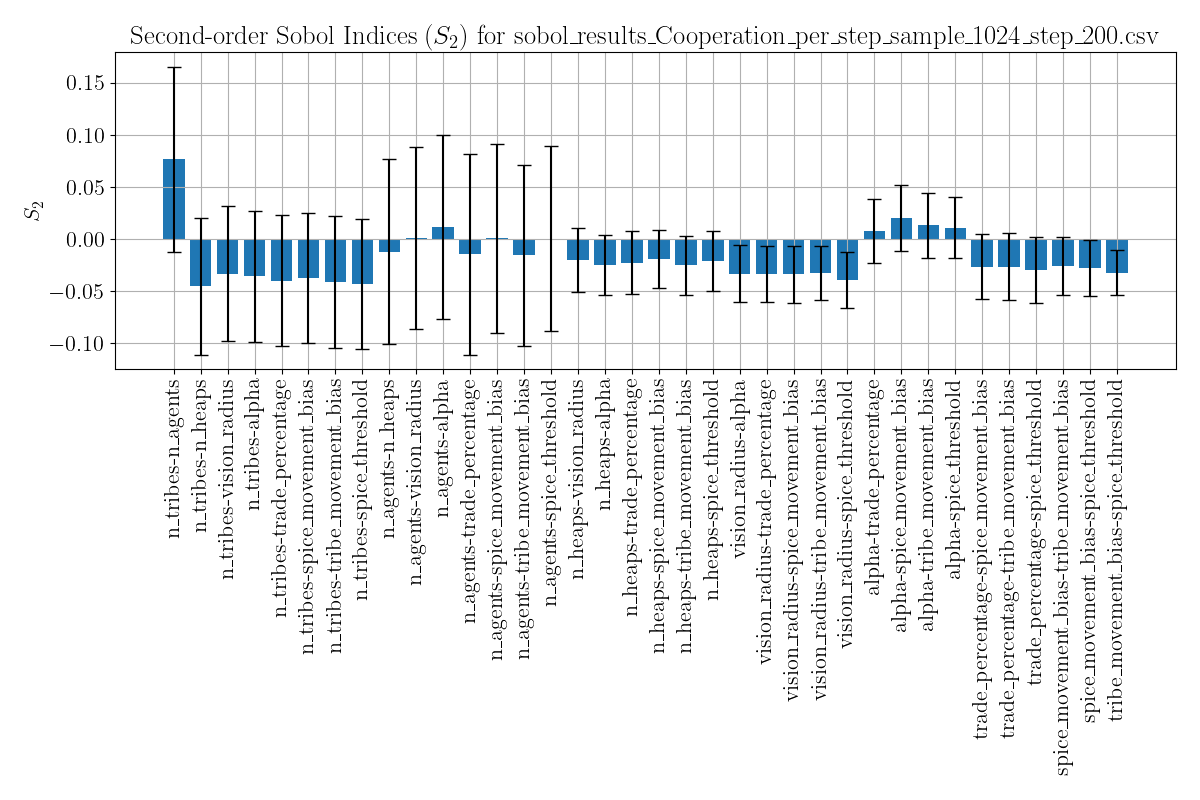 Second-order Sobol Indices (S₂) for sobol_results_Cooperation_per_step_sample_1024_step_200.csv
0.15
0.10
0.05
0.00
−0.05
−0.10
S₂
n_tribes-n_agents
n_tribes-n_heaps
n_tribes-vision_radius
n_tribes-alpha
n_tribes-trade_percentage
n_tribes-spice_movement_bias
n_tribes-tribe_movement_bias
n_tribes-spice_threshold
n_agents-n_heaps
n_agents-vision_radius
n_agents-alpha
n_agents-trade_percentage
n_agents-spice_movement_bias
n_agents-tribe_movement_bias
n_agents-spice_threshold
n_heaps-vision_radius
n_heaps-alpha
n_heaps-trade_percentage
n_heaps-spice_movement_bias
n_heaps-tribe_movement_bias
n_heaps-spice_threshold
vision_radius-alpha
vision_radius-trade_percentage
vision_radius-spice_movement_bias
vision_radius-tribe_movement_bias
vision_radius-spice_threshold
alpha-trade_percentage
alpha-spice_movement_bias
alpha-tribe_movement_bias
alpha-spice_threshold
trade_percentage-spice_movement_bias
trade_percentage-tribe_movement_bias
trade_percentage-spice_threshold
spice_movement_bias-tribe_movement_bias
spice_movement_bias-spice_threshold
tribe_movement_bias-spice_threshold